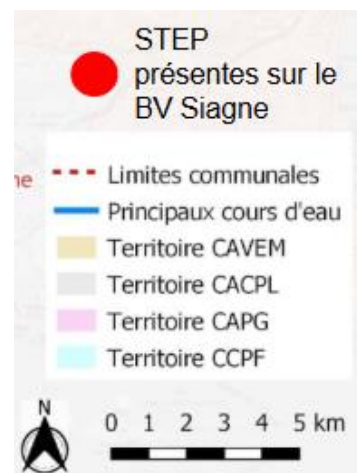 STEP
présentes sur le
BV Siagne
ne
Limites communales
Principaux cours d'eau
Territoire CAVEM
Territoire CACPL
Territoire CAPG
Territoire CCPF
N
0 1 2 3 4 5 km